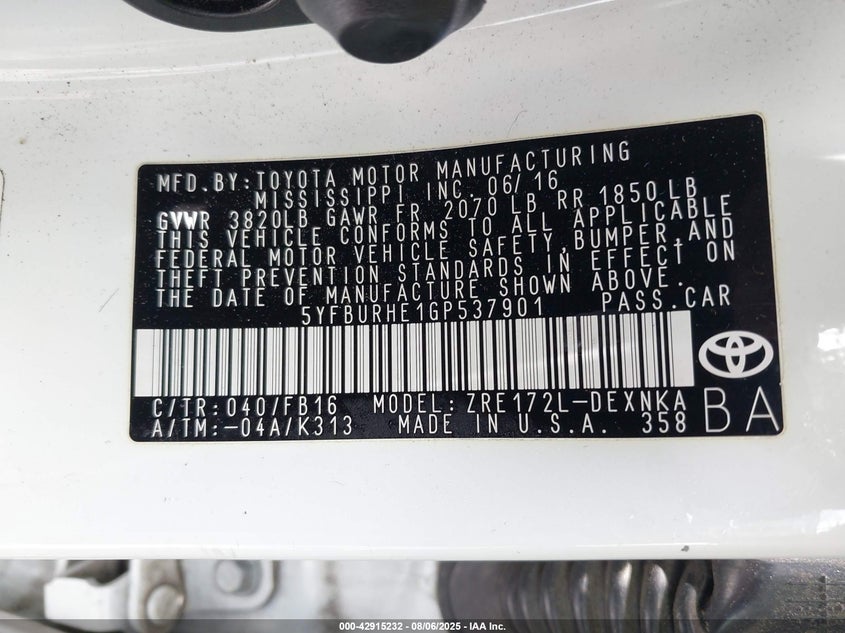 MFD. BY: TOYOTA MOTOR MANUFACTURING
MISSISSIPPI INC. 06/16
GVWR 3820LB GAWR FR 2070 LB RR 1850 LB
THIS VEHICLE CONFORMS TO ALL APPLICABLE
FEDERAL MOTOR VEHICLE SAFETY, BUMPER, AND
THEFT PREVENTION STANDARDS IN EFFECT ON
THE DATE OF MANUFACTURE SHOWN ABOVE.
5YFBURHE1GP537901 PASS.CAR
C/TR: 040/FB16 MODEL: ZRE172L-DEXNKA
A/TM:-04A/K313 MADE IN U.S.A. 358
BA
000-42915232 - 08/06/2025 - IAA Inc.